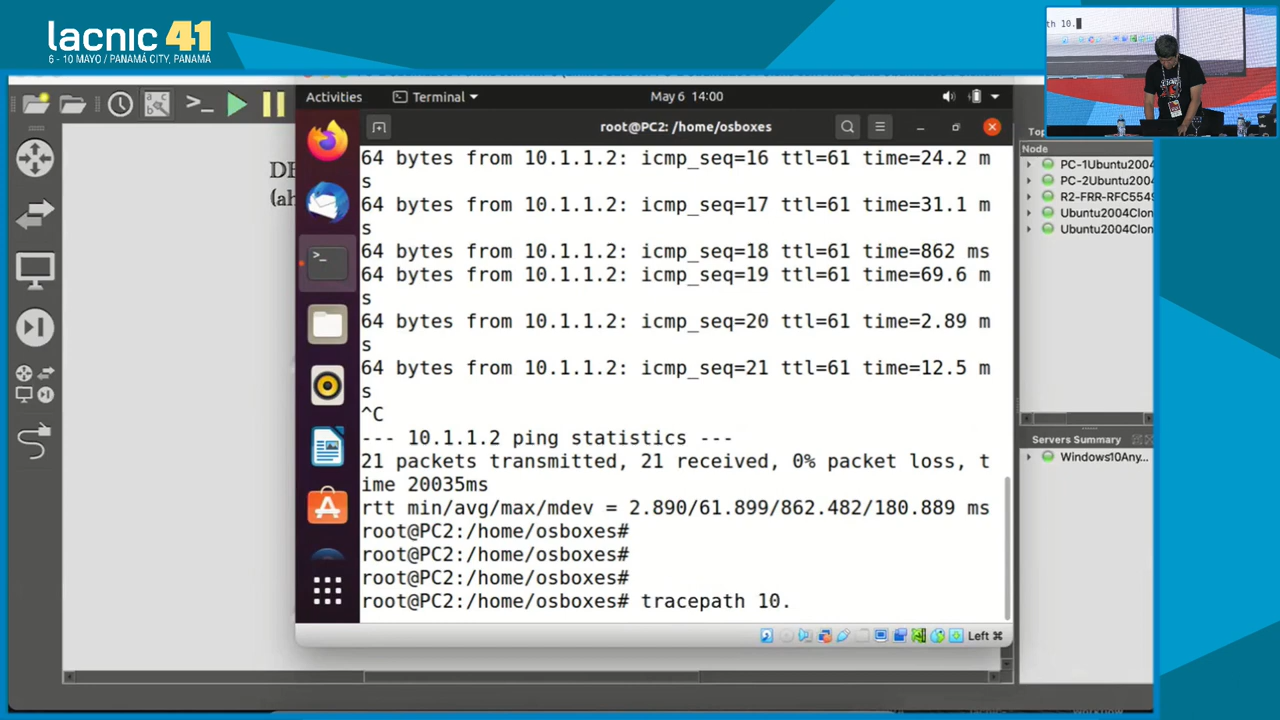 lacnic 41
6 - 10 MAYO / PANAMÁ CITY, PANAMÁ
th 10.
Activities
Terminal
May 6 14:00
root@PC2: /home/osboxes
DE
(ah
64 bytes from 10.1.1.2: icmp_seq=16 ttl=61 time=24.2 m
s
64 bytes from 10.1.1.2: icmp_seq=17 ttl=61 time=31.1 m
s
64 bytes from 10.1.1.2: icmp_seq=18 ttl=61 time=862 ms
64 bytes from 10.1.1.2: icmp_seq=19 ttl=61 time=69.6 m
s
64 bytes from 10.1.1.2: icmp_seq=20 ttl=61 time=2.89 m
s
64 bytes from 10.1.1.2: icmp_seq=21 ttl=61 time=12.5 m
s
^C
--- 10.1.1.2 ping statistics ---
21 packets transmitted, 21 received, 0% packet loss, t
ime 20035ms
rtt min/avg/max/mdev = 2.890/61.899/862.482/180.889 ms
root@PC2:/home/osboxes#
root@PC2:/home/osboxes#
root@PC2:/home/osboxes#
root@PC2:/home/osboxes# tracepath 10.
Left ⌘
Top
Node
PC-1Ubuntu2004
PC-2Ubuntu2004
R2-FRR-RFC5549
Ubuntu2004Clon
Ubuntu2004Clon
Servers Summary
Windows10Any...